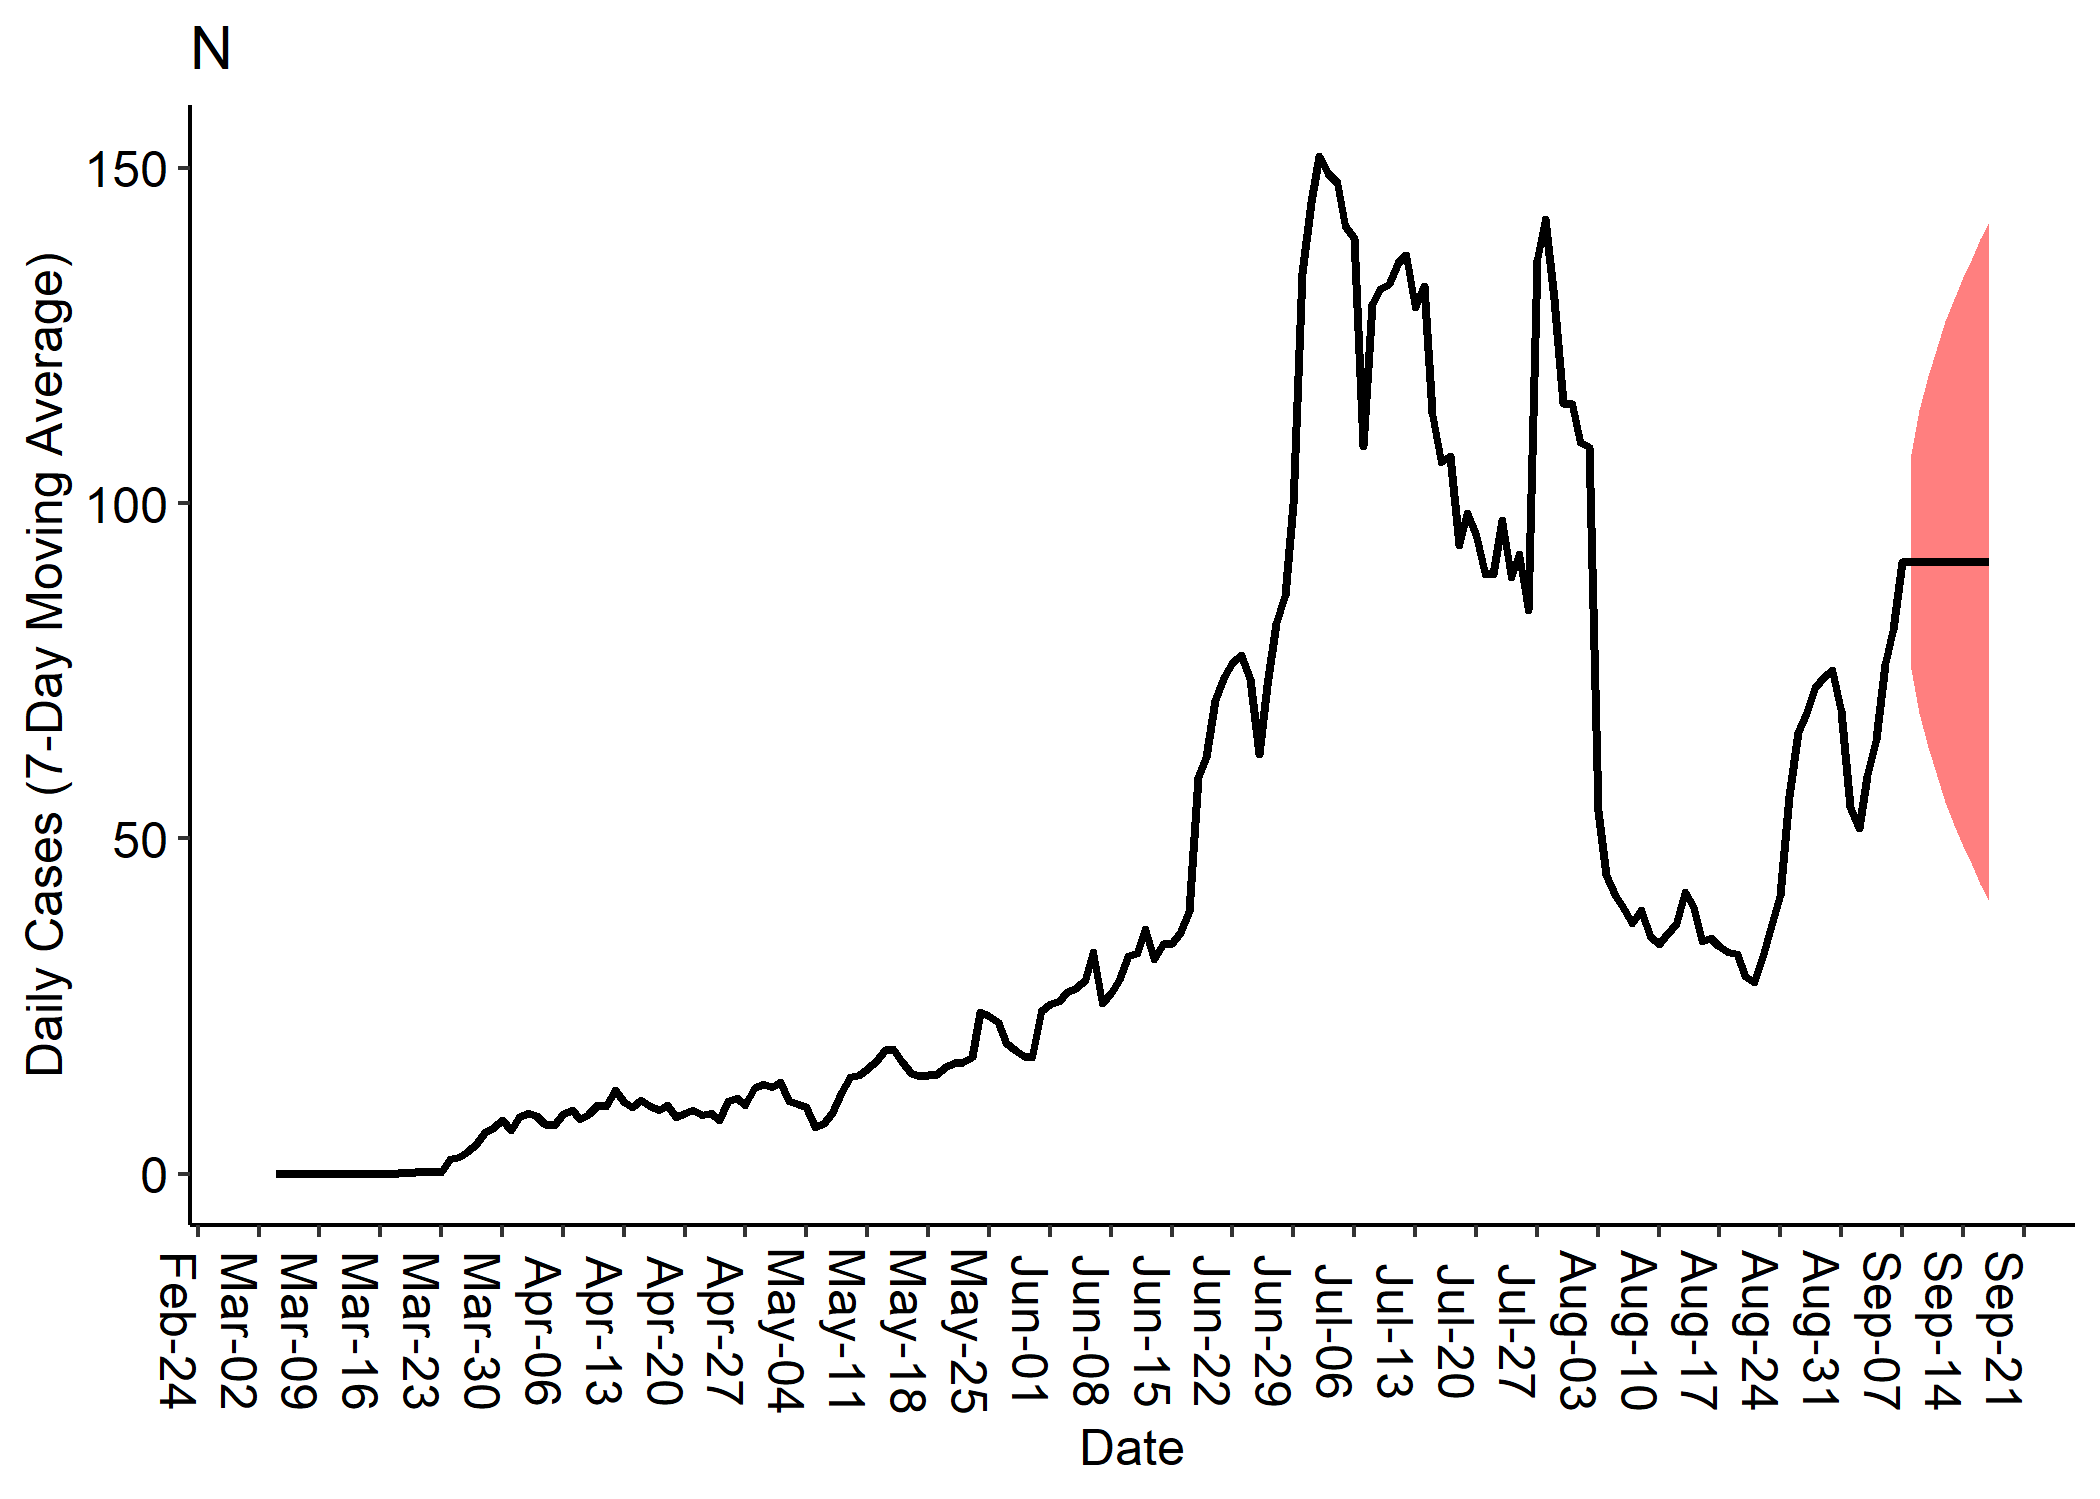 N
Daily Cases (7-Day Moving Average)
150
100
50
0
Feb-24
Mar-02
Mar-09
Mar-16
Mar-23
Mar-30
Apr-06
Apr-13
Apr-20
Apr-27
May-04
May-11
May-18
May-25
Jun-01
Jun-08
Jun-15
Jun-22
Jun-29
Jul-06
Jul-13
Jul-20
Jul-27
Aug-03
Aug-10
Aug-17
Aug-24
Aug-31
Sep-07
Sep-14
Sep-21
Date